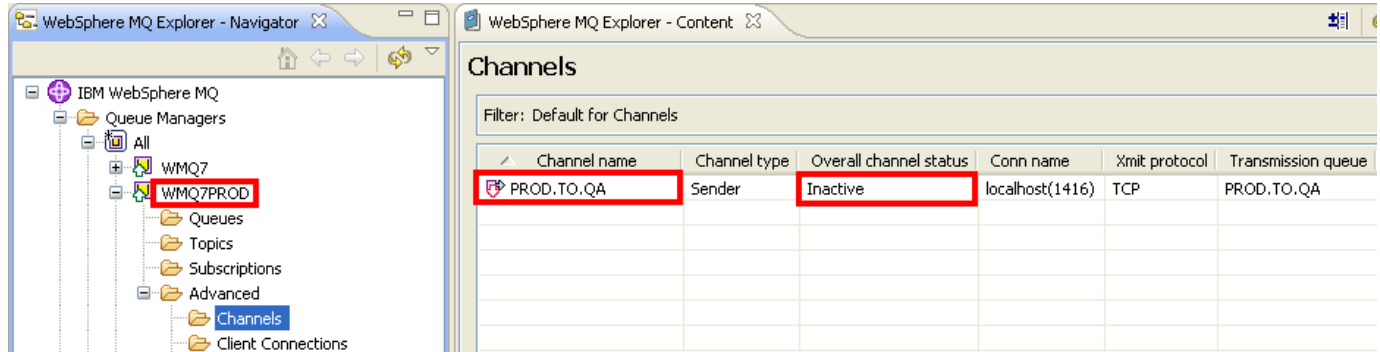 WebSphere MQ Explorer - Navigator
IBM WebSphere MQ
Queue Managers
All
WMQ7
WMQ7PROD
Queues
Topics
Subscriptions
Advanced
Channels
Client Connections
WebSphere MQ Explorer - Content
Channels
Filter: Default for Channels
Channel name Channel type Overall channel status Conn name Xmit protocol Transmission queue
PROD.TO.QA Sender Inactive localhost(1416) TCP PROD.TO.QA